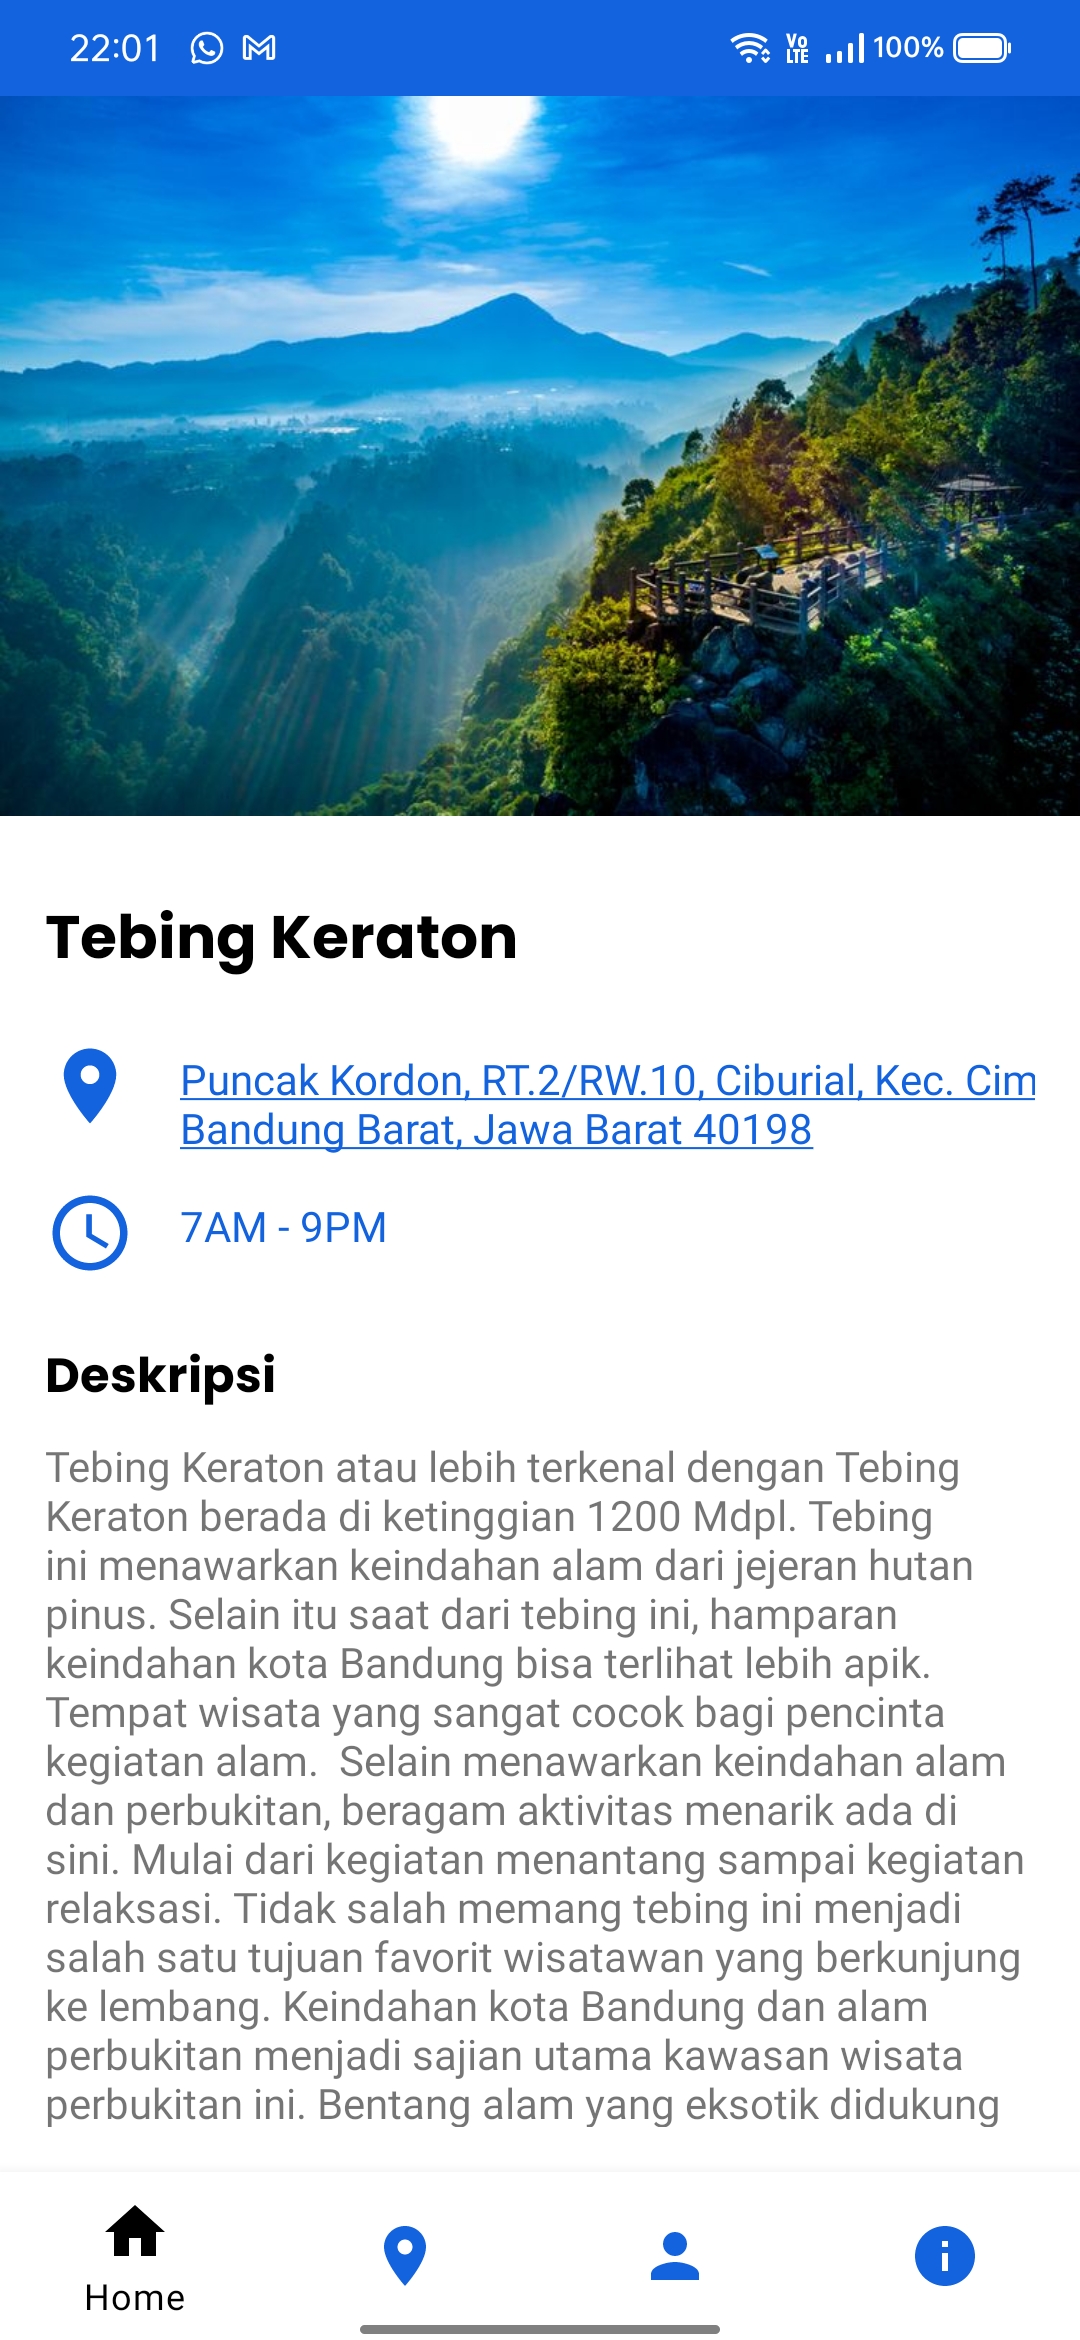 22:01
Vo
LTE
100%
Tebing Keraton
Puncak Kordon, RT.2/RW.10, Ciburial, Kec. Cim
Bandung Barat, Jawa Barat 40198
7AM - 9PM
Deskripsi
Tebing Keraton atau lebih terkenal dengan Tebing
Keraton berada di ketinggian 1200 Mdpl. Tebing
ini menawarkan keindahan alam dari jejeran hutan
pinus. Selain itu saat dari tebing ini, hamparan
keindahan kota Bandung bisa terlihat lebih apik.
Tempat wisata yang sangat cocok bagi pencinta
kegiatan alam.  Selain menawarkan keindahan alam
dan perbukitan, beragam aktivitas menarik ada di
sini. Mulai dari kegiatan menantang sampai kegiatan
relaksasi. Tidak salah memang tebing ini menjadi
salah satu tujuan favorit wisatawan yang berkunjung
ke lembang. Keindahan kota Bandung dan alam
perbukitan menjadi sajian utama kawasan wisata
perbukitan ini. Bentang alam yang eksotik didukung
Home